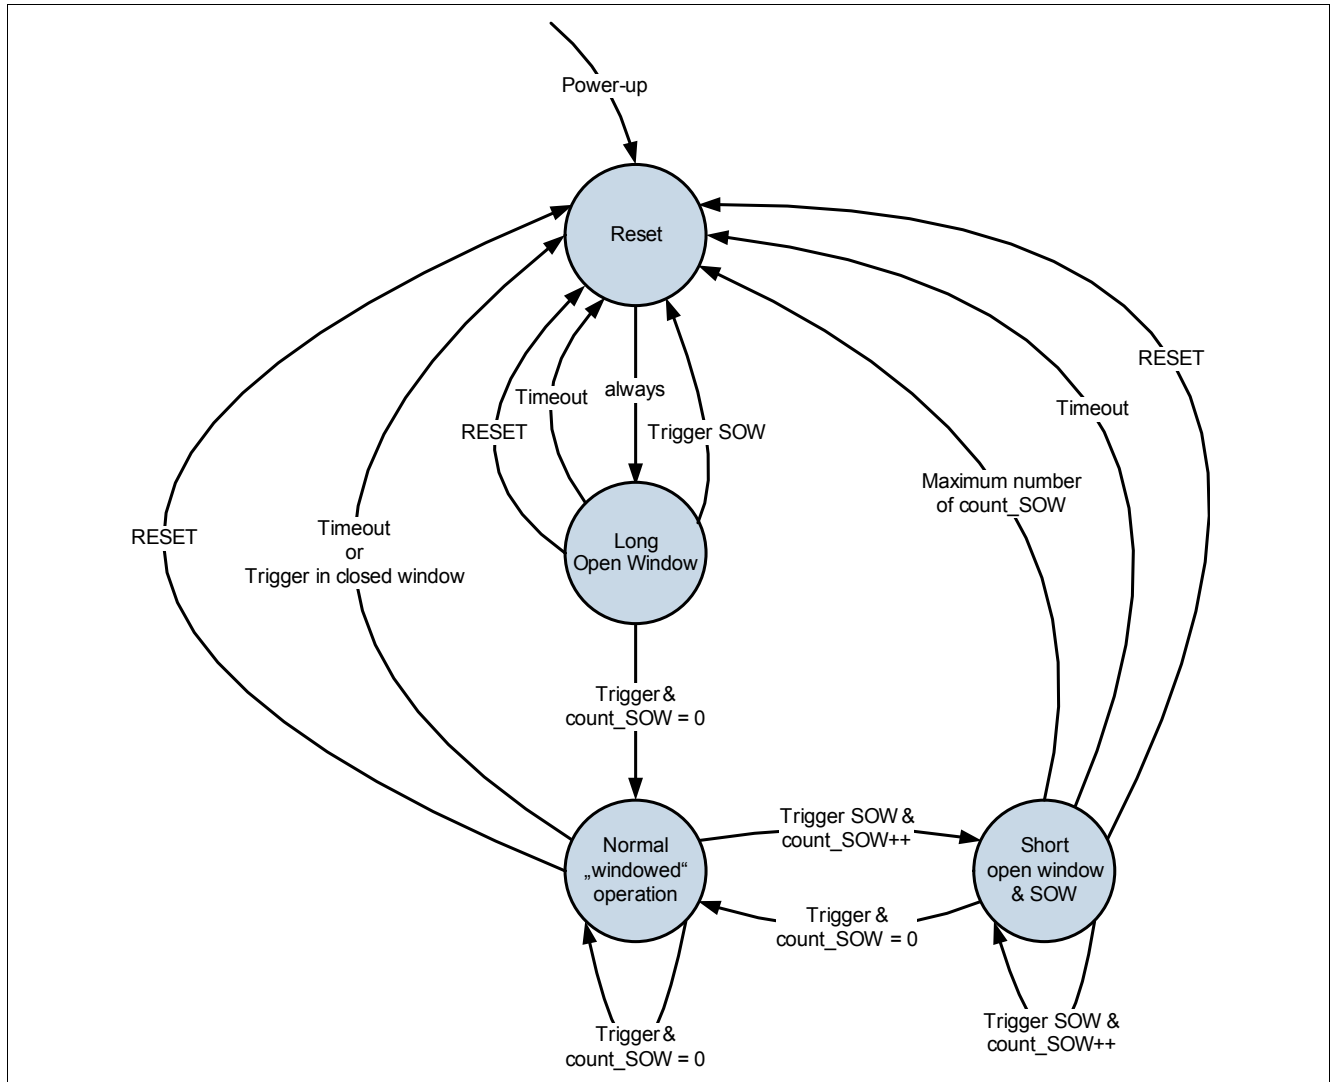 Power-up
Reset
RESET
Timeout
always
Timeout
RESET
Trigger SOW
Maximum number
of count_SOW
Timeout
or
Trigger in closed window
RESET
Long
Open Window
Trigger &
count_SOW = 0
Trigger SOW &
count_SOW++
Normal
„windowed“
operation
Short
open window
& SOW
Trigger &
count_SOW = 0
Trigger &
count_SOW = 0
Trigger SOW &
count_SOW++